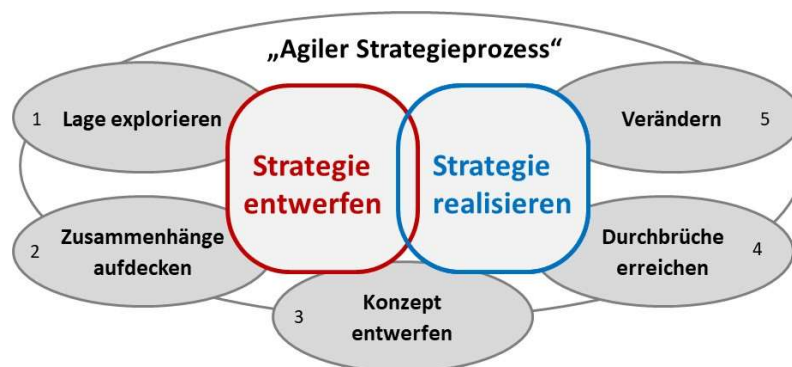 „Agiler Strategieprozess“
1 Lage explorieren
Verändern 5
Strategie
entwerfen
Strategie
realisieren
2 Zusammenhänge
aufdecken
Durchbrüche
erreichen 4
3 Konzept
entwerfen